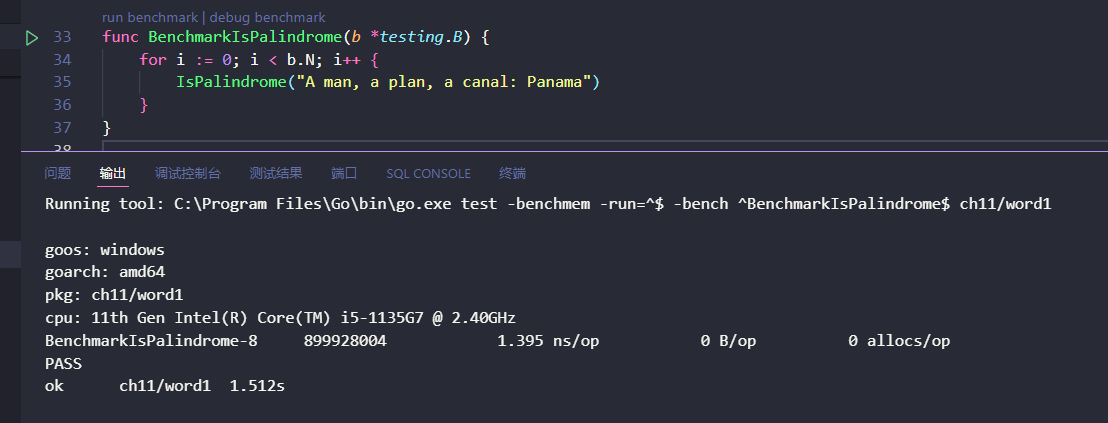 run benchmark | debug benchmark
33 func BenchmarkIsPalindrome(b *testing.B) {
34 for i := 0; i < b.N; i++ {
35 IsPalindrome("A man, a plan, a canal: Panama")
36 }
37 }
38
问题 输出 调试控制台 测试结果 端口 SQL CONSOLE 终端
Running tool: C:\Program Files\Go\bin\go.exe test -benchmem -run=^$ -bench ^BenchmarkIsPalindrome$ ch11/word1
goos: windows
goarch: amd64
pkg: ch11/word1
cpu: 11th Gen Intel(R) Core(TM) i5-1135G7 @ 2.40GHz
BenchmarkIsPalindrome-8 899928004 1.395 ns/op 0 B/op 0 allocs/op
PASS
ok ch11/word1 1.512s